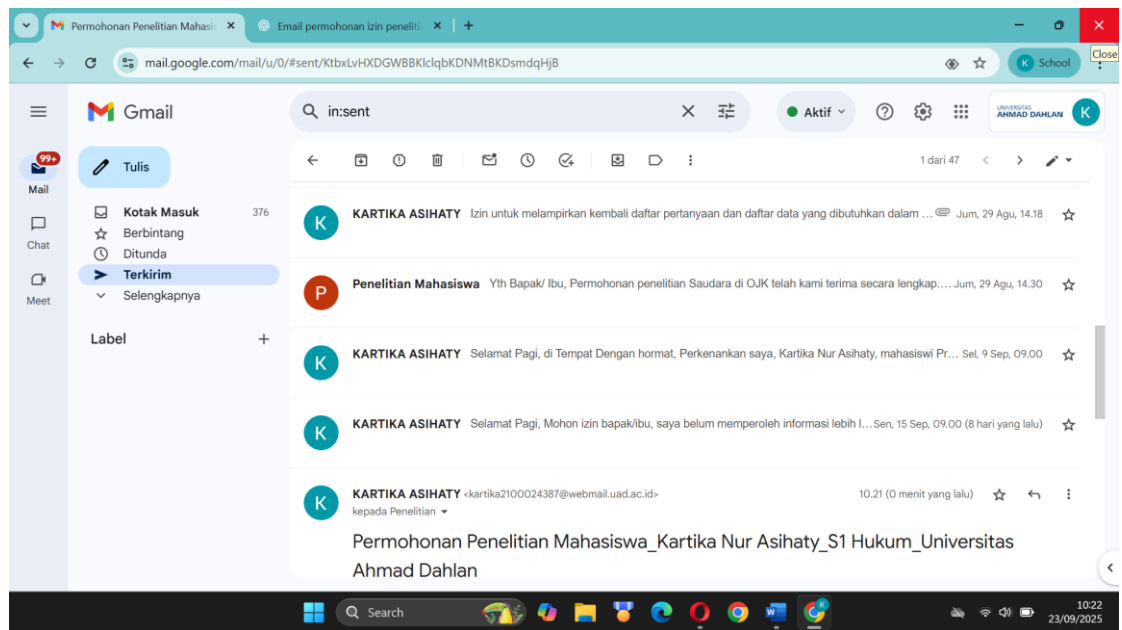 Permohonan Penelitian Mahasi
Email permohonan izin peneliti
Close
mail.google.com/mail/u/0/#sent/KtbxLvHXDGWBBKlclqbKDNMtBKDsmdqHjB
K School
Gmail
in:sent
Aktif
UNIVERSITAS
AHMAD DAHLAN
K
99+
Mail
Chat
Meet
Tulis
Kotak Masuk 376
Berbintang
Ditunda
Terkirim
Selengkapnya
Label
1 dari 47
K
KARTIKA ASIHATY Izin untuk melampirkan kembali daftar pertanyaan dan daftar data yang dibutuhkan dalam ... Jum, 29 Agu, 14.18
P
Penelitian Mahasiswa Yth Bapak/ Ibu, Permohonan penelitian Saudara di OJK telah kami terima secara lengkap.… Jum, 29 Agu, 14.30
K
KARTIKA ASIHATY Selamat Pagi, di Tempat Dengan hormat, Perkenankan saya, Kartika Nur Asihaty, mahasiswi Pr… Sel, 9 Sep, 09.00
K
KARTIKA ASIHATY Selamat Pagi, Mohon izin bapak/ibu, saya belum memperoleh informasi lebih l… Sen, 15 Sep, 09.00 (8 hari yang lalu)
K
KARTIKA ASIHATY <kartika2100024387@webmail.uad.ac.id> 10.21 (0 menit yang lalu)
kepada Penelitian
Permohonan Penelitian Mahasiswa_Kartika Nur Asihaty_S1 Hukum_Universitas
Ahmad Dahlan
Search
10:22
23/09/2025